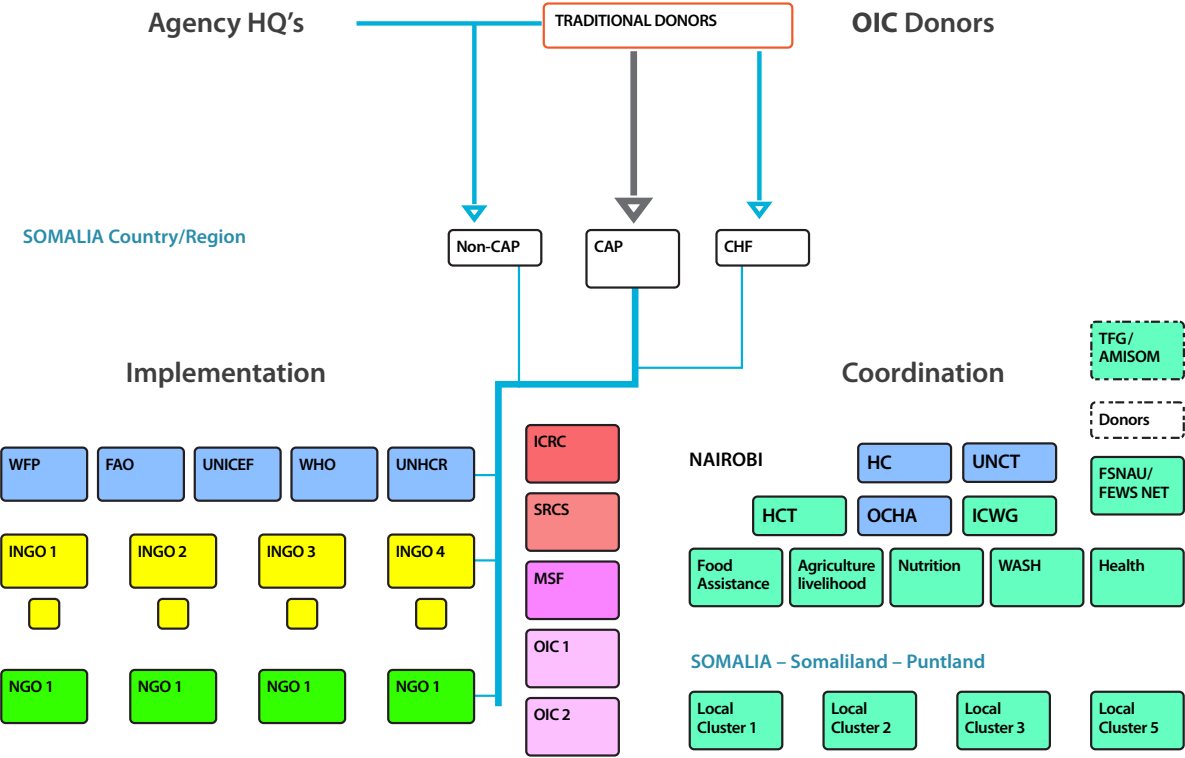 Agency HQ's
TRADITIONAL DONORS
OIC Donors
SOMALIA Country/Region
Non-CAP
CAP
CHF
TFG/
AMISOM
Implementation
Coordination
Donors
WFP
FAO
UNICEF
WHO
UNHCR
ICRC
NAIROBI
HC
UNCT
FSNAU/
FEWS NET
SRCS
HCT
OCHA
ICWG
INGO 1
INGO 2
INGO 3
INGO 4
MSF
Food
Assistance
Agriculture
livelihood
Nutrition
WASH
Health
OIC 1
SOMALIA – Somaliland – Puntland
NGO 1
NGO 1
NGO 1
NGO 1
OIC 2
Local
Cluster 1
Local
Cluster 2
Local
Cluster 3
Local
Cluster 5